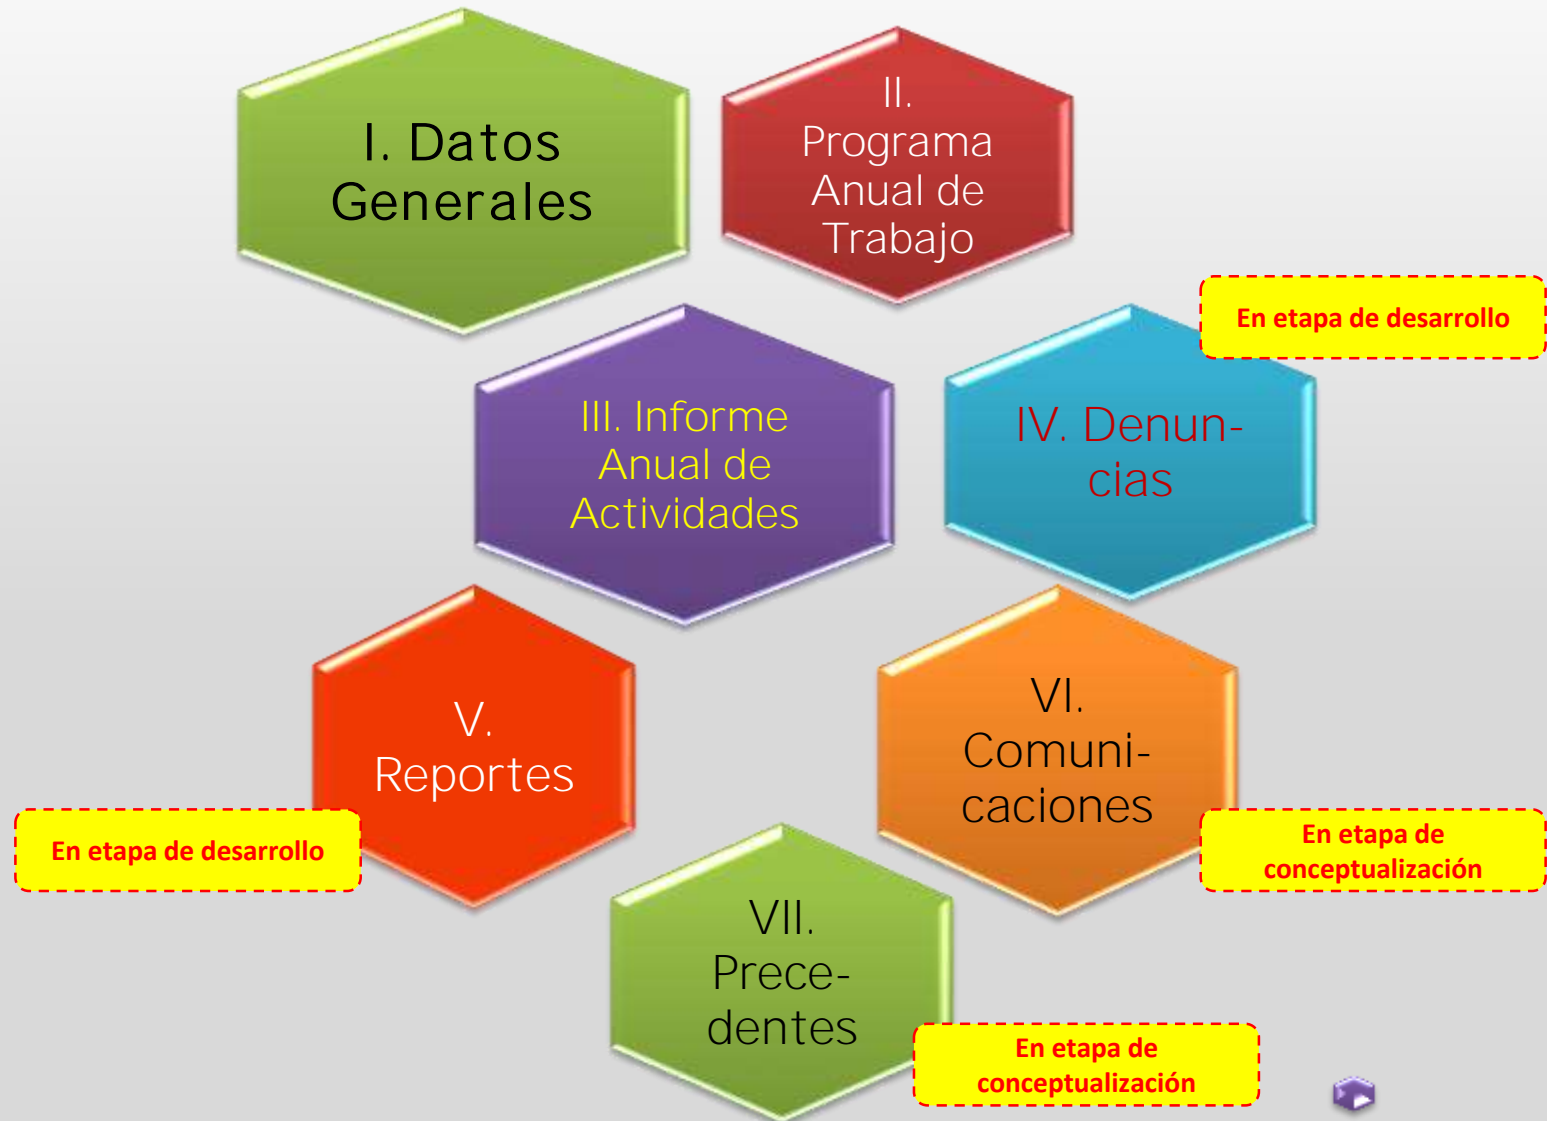 I. Datos
Generales
II.
Programa
Anual de
Trabajo
III. Informe
Anual de
Actividades
En etapa de desarrollo
IV. Denun-
cias
V.
Reportes
En etapa de desarrollo
VI.
Comuni-
caciones
En etapa de
conceptualización
VII.
Prece-
dentes
En etapa de
conceptualización